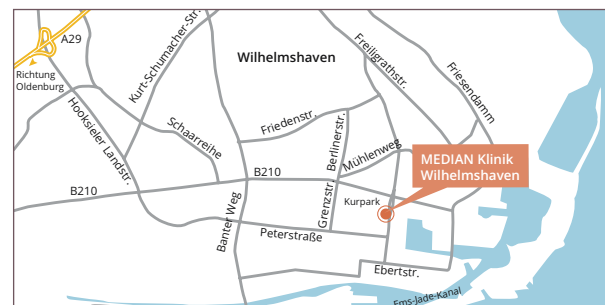 A29
Richtung
Oldenburg
Kurt-Schumacher-Str.
Wilhelmshaven
Freiligrathstr.
Friesendamm
Hooksieler Landstr.
Schaarreihe
Friedenstr.
Berlinerstr.
Mühlenweg
MEDIAN Klinik
Wilhelmshaven
B210
B210
Banter Weg
Grenzstr.
Kurpark
Peterstraße
Ebertstr.
Ems-Jade-Kanal